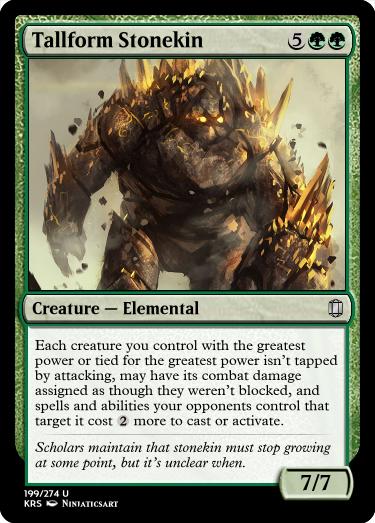 Tallform Stonekin 5
Creature — Elemental
Each creature you control with the greatest
power or tied for the greatest power isn't tapped
by attacking, may have its combat damage
assigned as though they weren't blocked, and
spells and abilities your opponents control that
target it cost 2 more to cast or activate.
Scholars maintain that stonekin must stop growing
at some point, but it's unclear when.
7/7
199/274 U
KRS • Niniaticsart